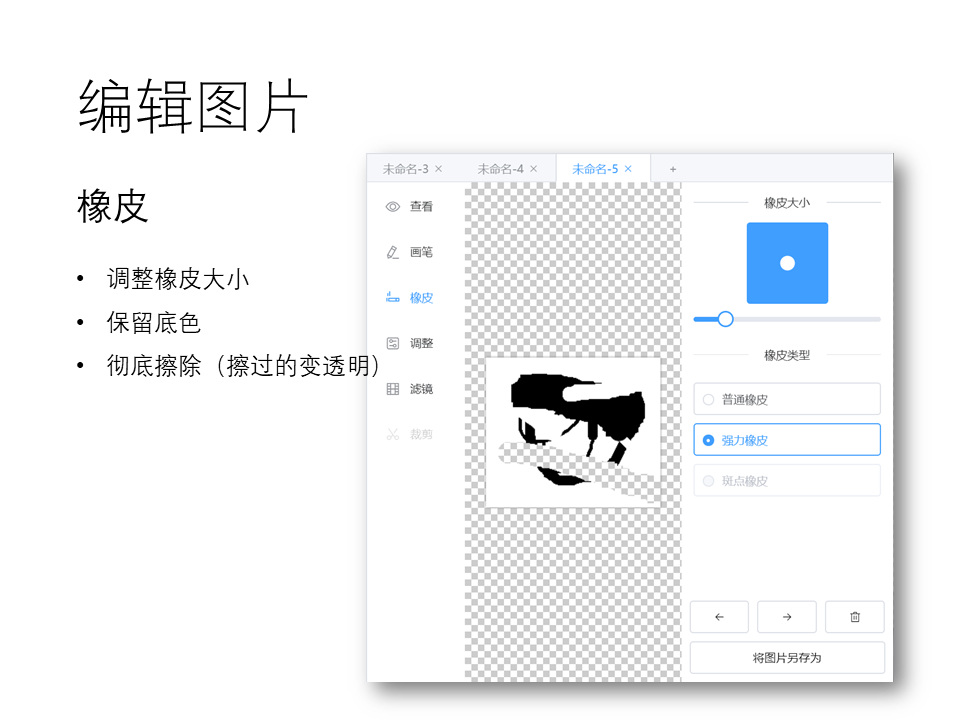 编辑图片
橡皮
• 调整橡皮大小
• 保留底色
• 彻底擦除（擦过的变透明）
未命名-3 × 未命名-4 × 未命名-5 × +
查看
画笔
橡皮
调整
滤镜
裁剪
橡皮大小
橡皮类型
普通橡皮
强力橡皮
斑点橡皮
← →
将图片另存为